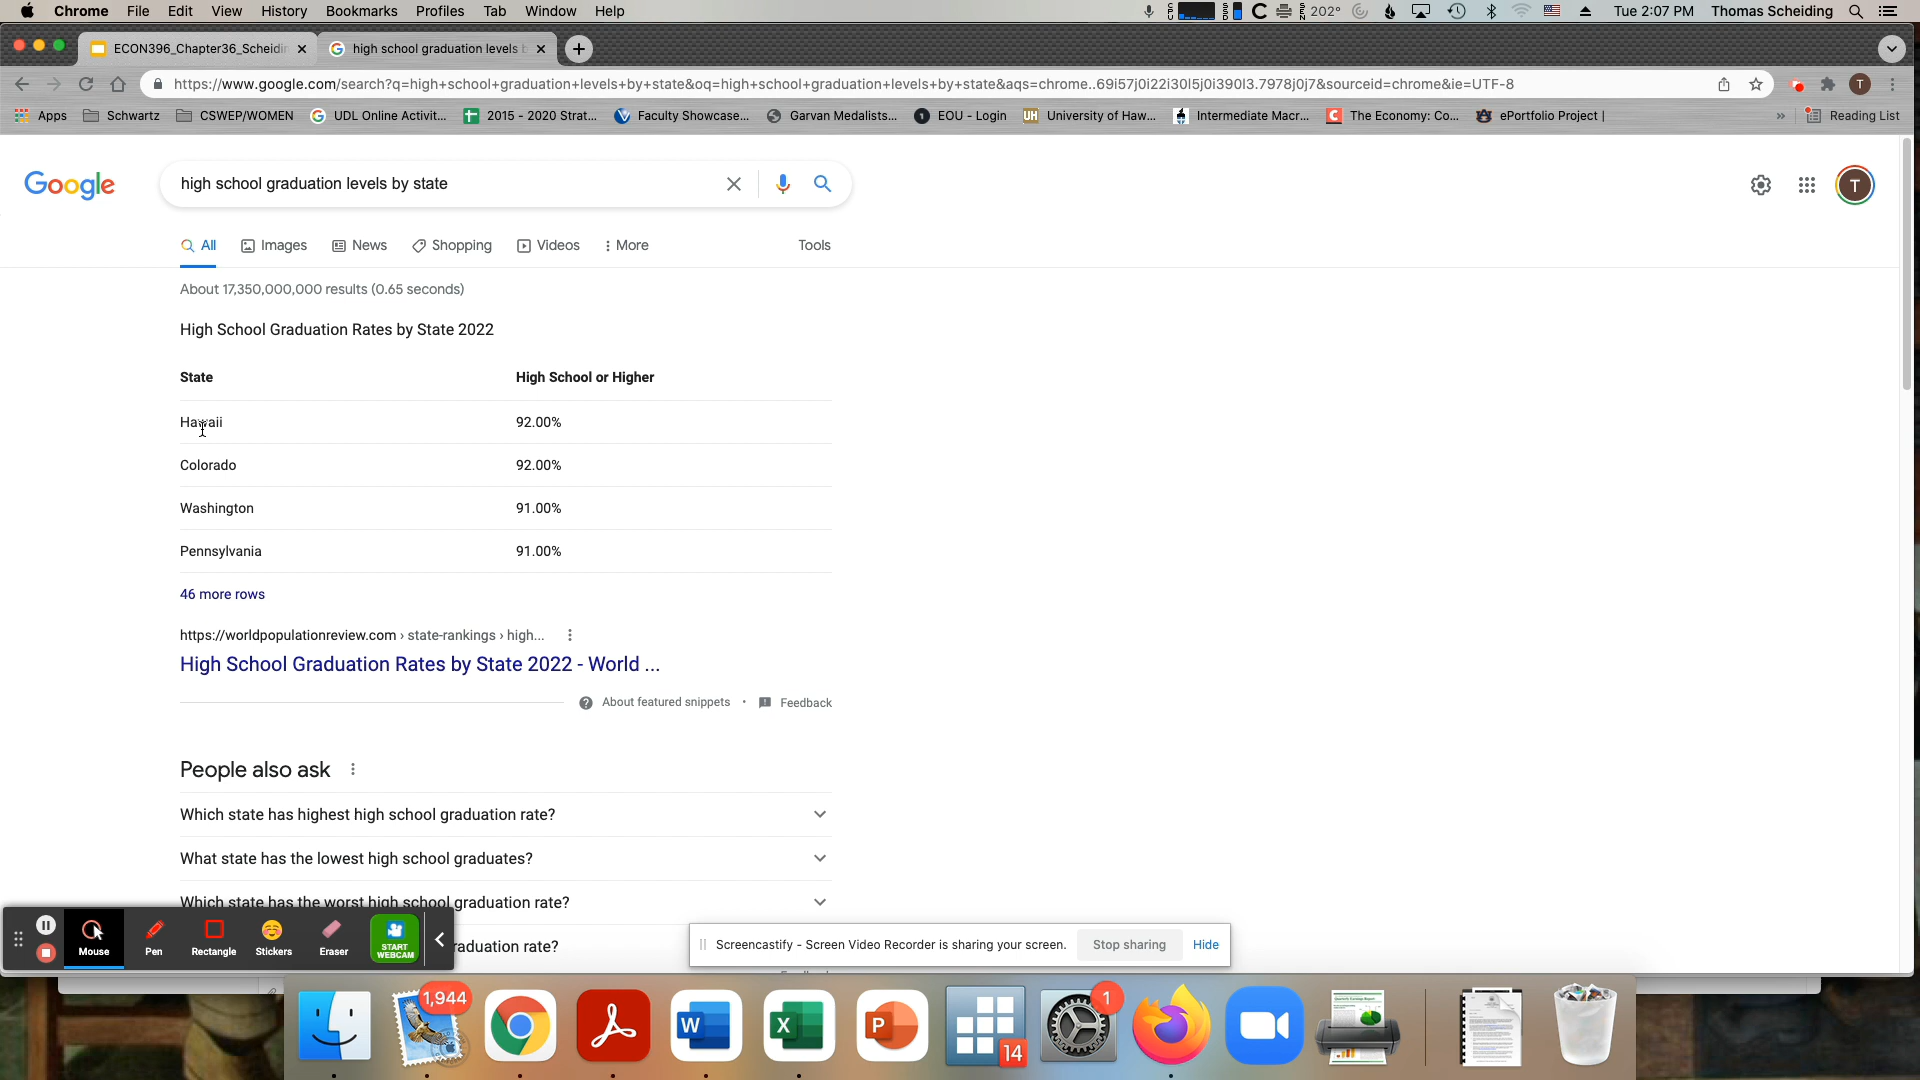 Chrome File Edit View History Bookmarks Profiles Tab Window Help 202° Tue 2:07 PM Thomas Scheiding
ECON396_Chapter36_Scheidin high school graduation levels b
https://www.google.com/search?q=high+school+graduation+levels+by+state&oq=high+school+graduation+levels+by+state&aqs=chrome..69i57j0i22i30l5j0i390l3.7978j0j7&sourceid=chrome&ie=UTF-8 T
Apps Schwartz CSWEP/WOMEN UDL Online Activit... 2015 - 2020 Strat... Faculty Showcase... Garvan Medalists... EOU - Login University of Haw... Intermediate Macr... The Economy: Co... ePortfolio Project | » Reading List
Google high school graduation levels by state T
All Images News Shopping Videos More Tools
About 17,350,000,000 results (0.65 seconds)
High School Graduation Rates by State 2022
State High School or Higher
Hawaii 92.00%
Colorado 92.00%
Washington 91.00%
Pennsylvania 91.00%
46 more rows
https://worldpopulationreview.com › state-rankings › high...
High School Graduation Rates by State 2022 - World ...
About featured snippets • Feedback
People also ask
Which state has highest high school graduation rate?
What state has the lowest high school graduates?
Which state has the worst high school graduation rate?
raduation rate?
Mouse Pen Rectangle Stickers Eraser START WEBCAM
Screencastify - Screen Video Recorder is sharing your screen. Stop sharing Hide
1,944 W X P 14 1